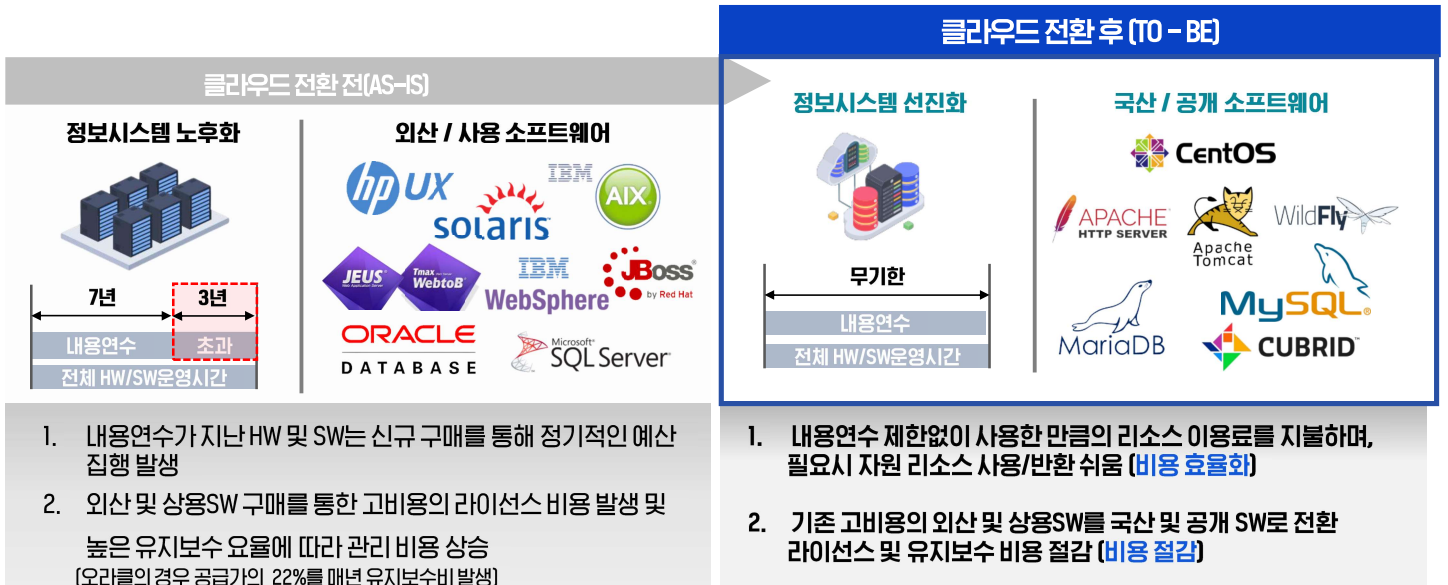 클라우드 전환 전(AS-IS)
정보시스템 노후화
7년
3년
내용연수
초과
전체 HW/SW운영시간
외산 / 사용 소프트웨어
hp UX
IBM
AIX
solaris
JEUS
Web Application Server
Tmax
WebtoB
IBM
WebSphere
JBoss
by Red Hat
ORACLE
DATABASE
Microsoft
SQL Server
1. 내용연수가 지난 HW 및 SW는 신규 구매를 통해 정기적인 예산
집행 발생
2. 외산 및 상용SW 구매를 통한 고비용의 라이선스 비용 발생 및
높은 유지보수 요율에 따라 관리 비용 상승
(오라클의 경우 공급가의 22%를 매년 유지보수비 발생)
클라우드 전환 후 (TO - BE)
정보시스템 선진화
무기한
내용연수
전체 HW/SW운영시간
국산 / 공개 소프트웨어
CentOS
APACHE
HTTP SERVER
Apache
Tomcat
WildFly
MariaDB
MySQL
CUBRID
1. 내용연수 제한없이 사용한 만큼의 리소스 이용료를 지불하며,
필요시 자원 리소스 사용/반환 쉬움 (비용 효율화)
2. 기존 고비용의 외산 및 상용SW를 국산 및 공개 SW로 전환
라이선스 및 유지보수 비용 절감 (비용 절감)